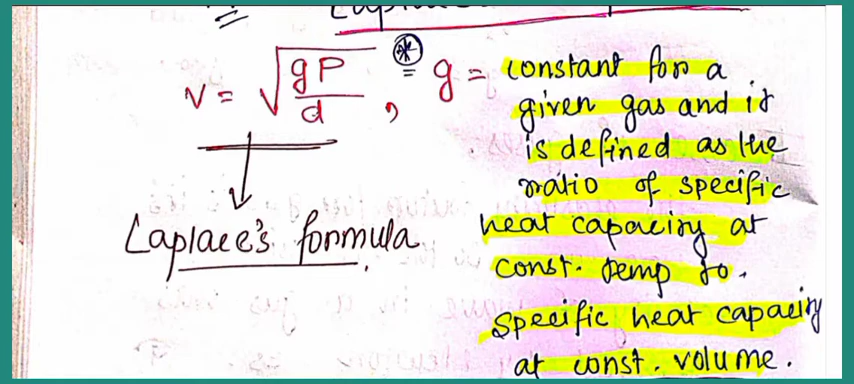 v = √gP/d , g = constant for a
given gas and it
is defined as the
ratio of specific
heat capacity at
const. temp to.
specific heat capacity
at const. volume.
Laplace's formula.